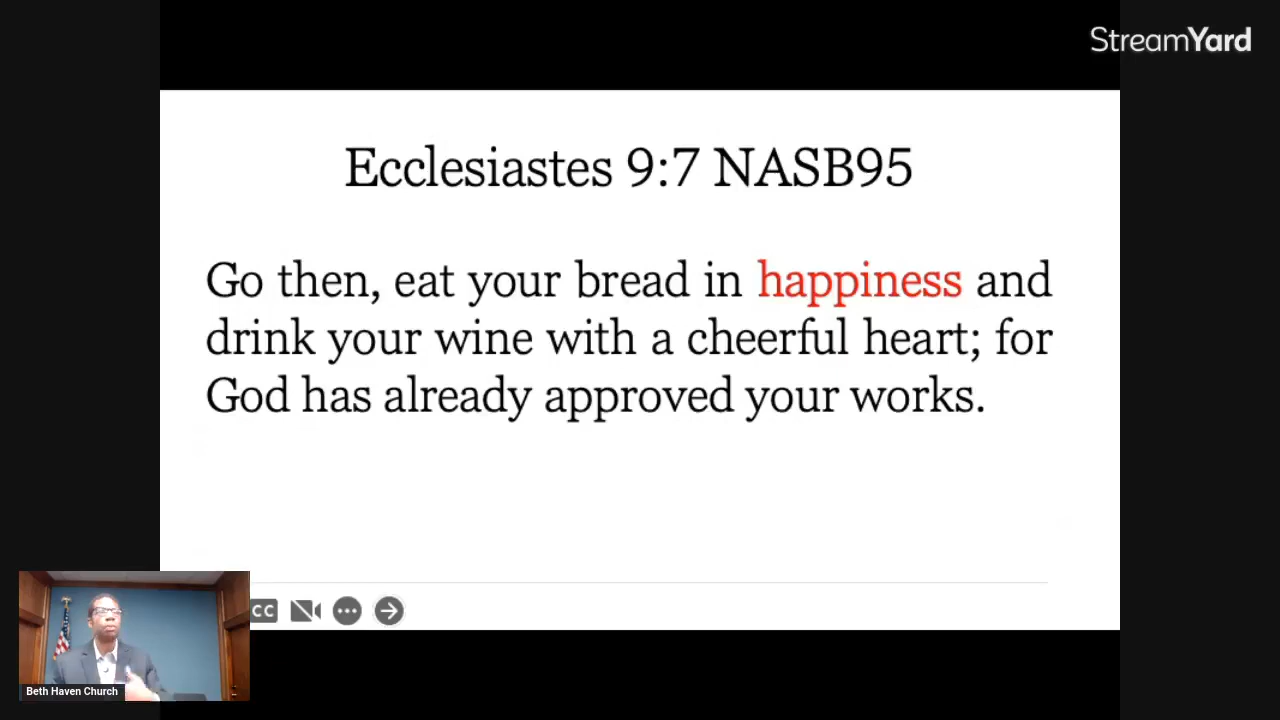 StreamYard
Ecclesiastes 9:7 NASB95
Go then, eat your bread in happiness and
drink your wine with a cheerful heart; for
God has already approved your works.
CC
Beth Haven Church